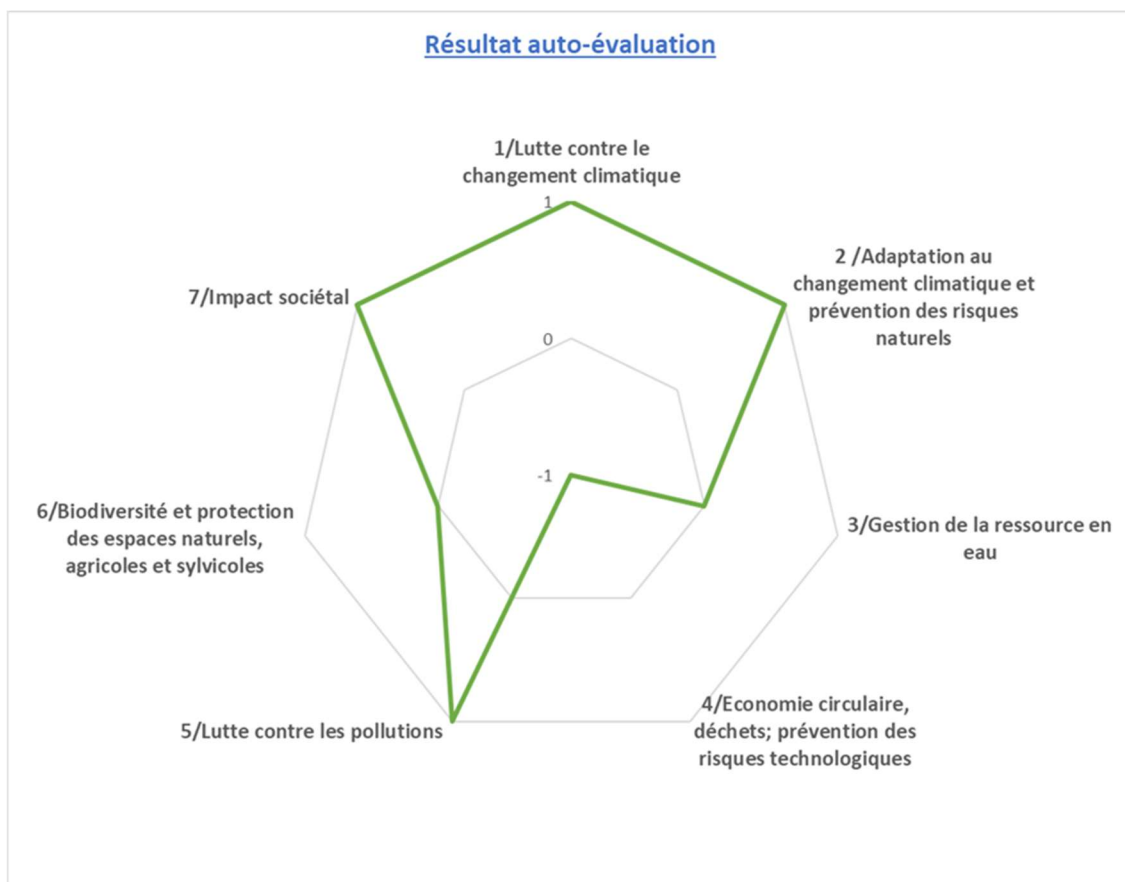 Résultat auto-évaluation
1/Lutte contre le
changement climatique
1
2 /Adaptation au
changement climatique et
prévention des risques
naturels
7/Impact sociétal
0
-1
6/Biodiversité et protection
des espaces naturels,
agricoles et sylvicoles
3/Gestion de la ressource en
eau
4/Economie circulaire,
déchets; prévention des
risques technologiques
5/Lutte contre les pollutions